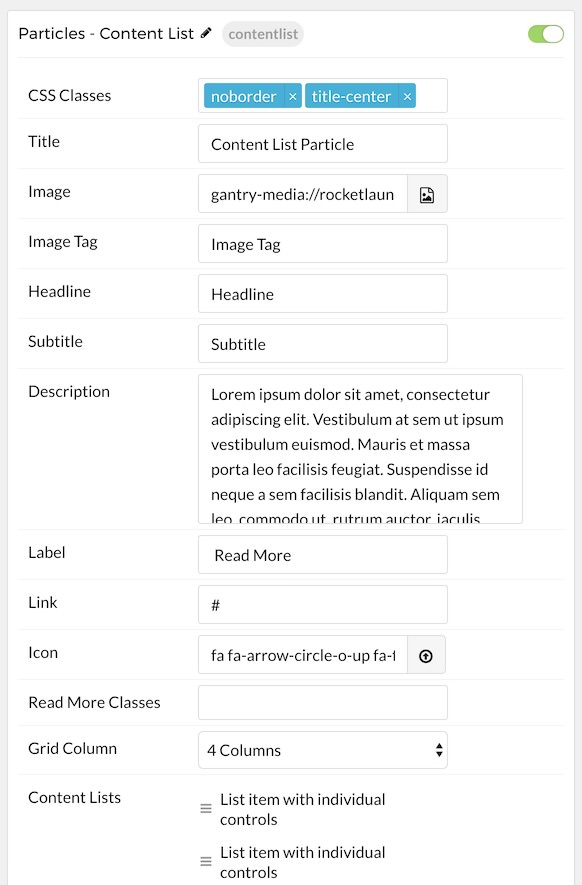 Particles - Content List contentlist
CSS Classes noborder × title-center ×
Title Content List Particle
Image gantry-media://rocketlaun
Image Tag Image Tag
Headline Headline
Subtitle Subtitle
Description Lorem ipsum dolor sit amet, consectetur
adipiscing elit. Vestibulum at sem ut ipsum
vestibulum euismod. Mauris et massa
porta leo facilisis feugiat. Suspendisse id
neque a sem facilisis blandit. Aliquam sem
leo, commodo ut, rutrum auctor, iaculis
Label Read More
Link #
Icon fa fa-arrow-circle-o-up fa-f
Read More Classes
Grid Column 4 Columns
Content Lists List item with individual
controls
List item with individual
controls